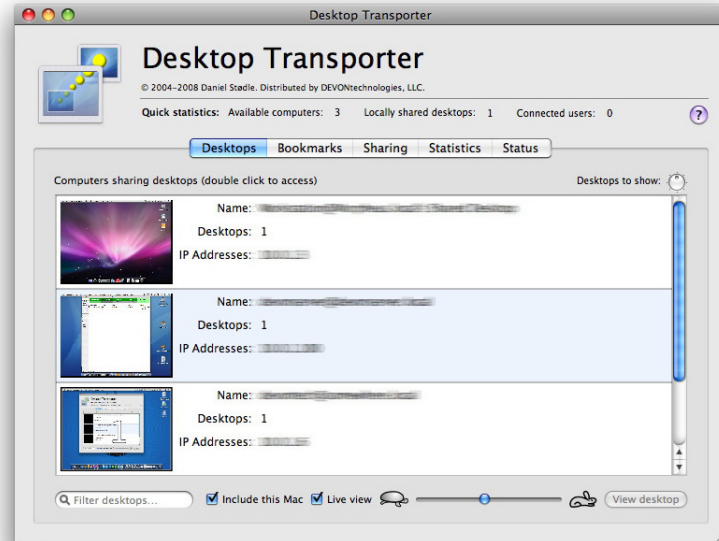 Desktop Transporter
Desktop Transporter
© 2004–2008 Daniel Stødle. Distributed by DEVONtechnologies, LLC.
Quick statistics: Available computers: 3 Locally shared desktops: 1 Connected users: 0
?
Desktops Bookmarks Sharing Statistics Status
Computers sharing desktops (double click to access) Desktops to show:
Name:
Desktops: 1
IP Addresses:
Name:
Desktops: 1
IP Addresses:
Name:
Desktops: 1
IP Addresses:
Filter desktops... Include this Mac Live view View desktop